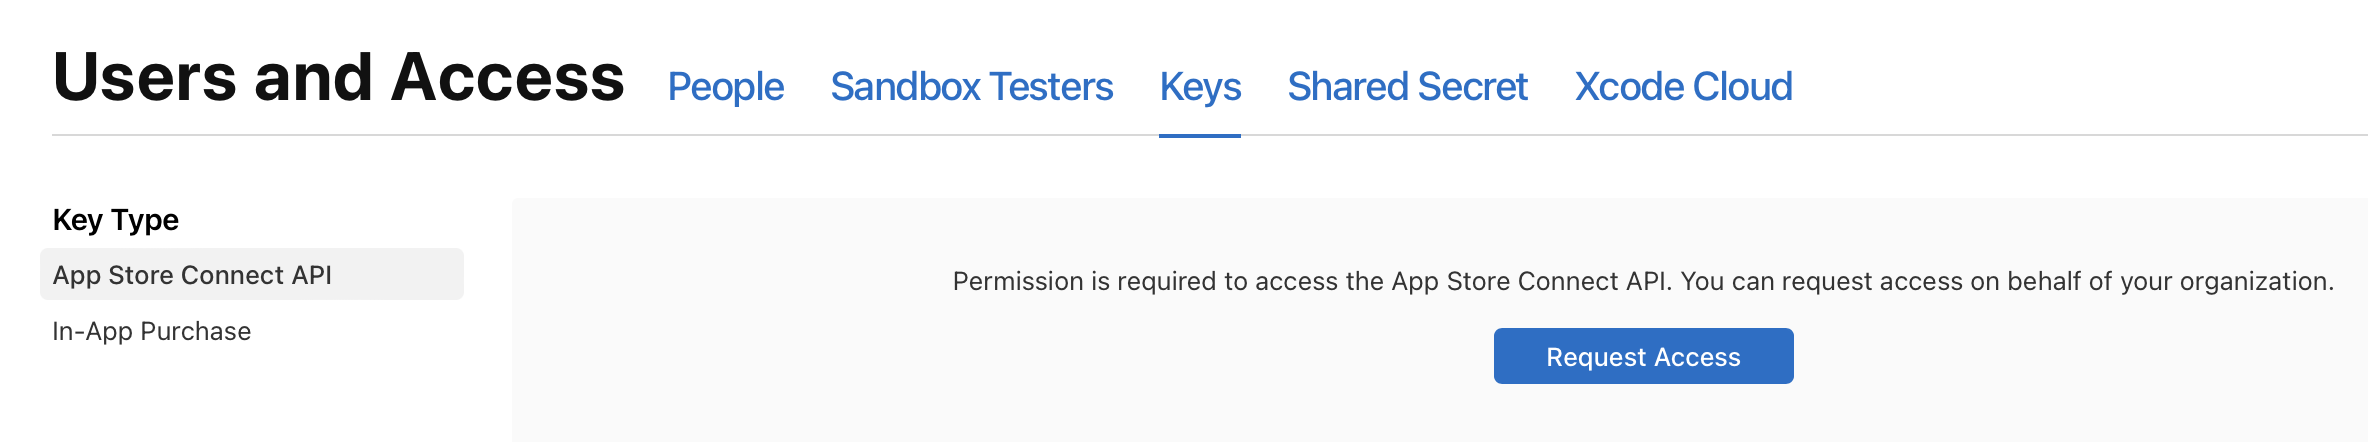 Users and Access People Sandbox Testers Keys Shared Secret Xcode Cloud
Key Type
App Store Connect API
In-App Purchase
Permission is required to access the App Store Connect API. You can request access on behalf of your organization.
Request Access